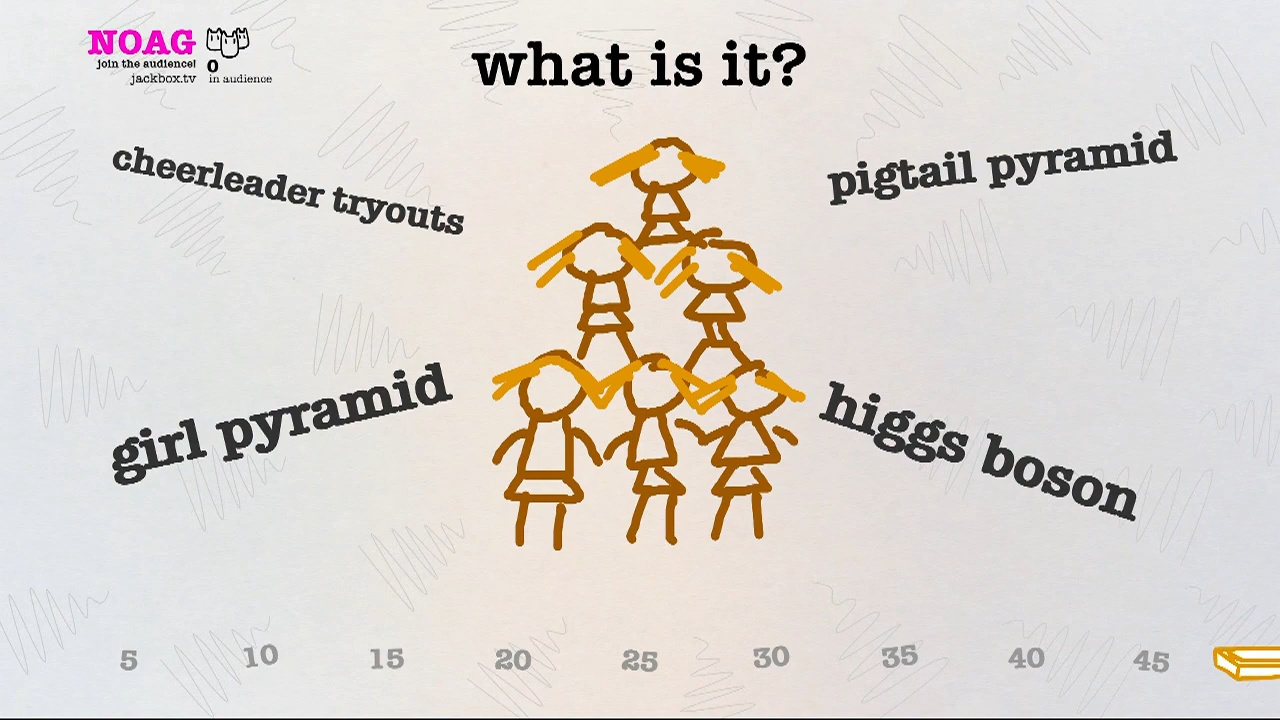 NOAG
join the audience!
jackbox.tv
0
in audience
what is it?
cheerleader tryouts
pigtail pyramid
girl pyramid
higgs boson
5 10 15 20 25 30 35 40 45